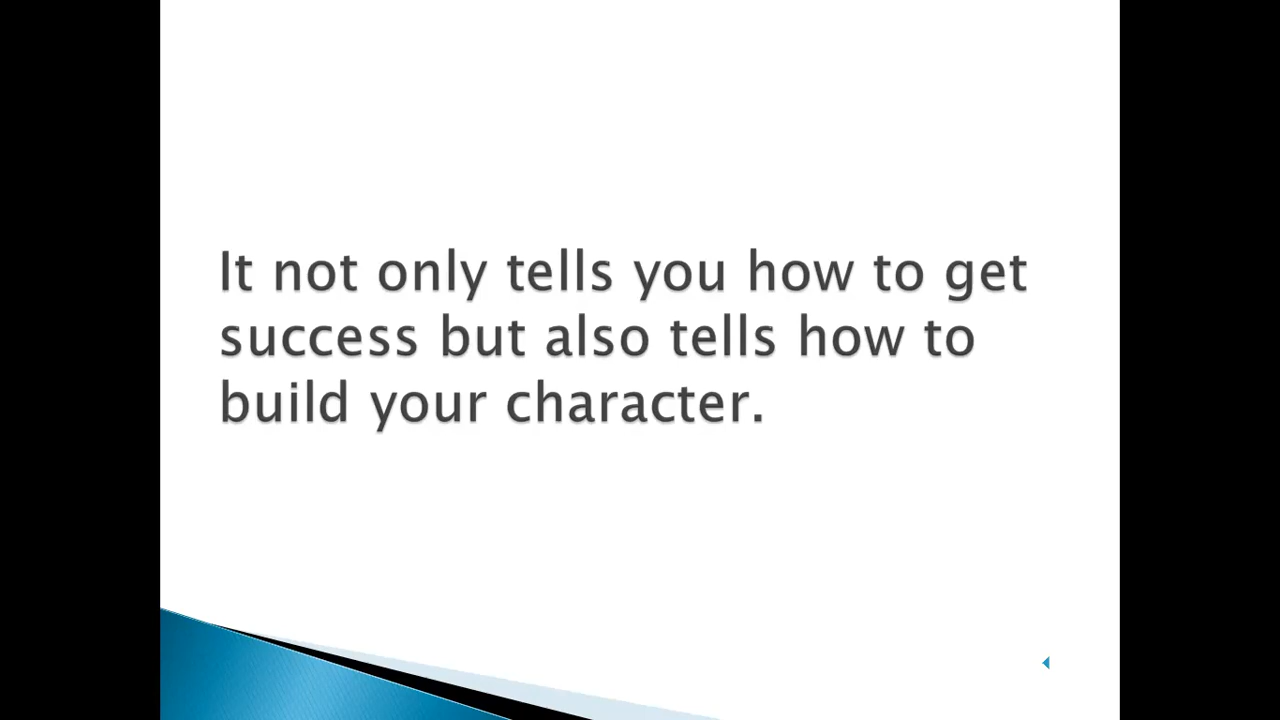 It not only tells you how to get
success but also tells how to
build your character.